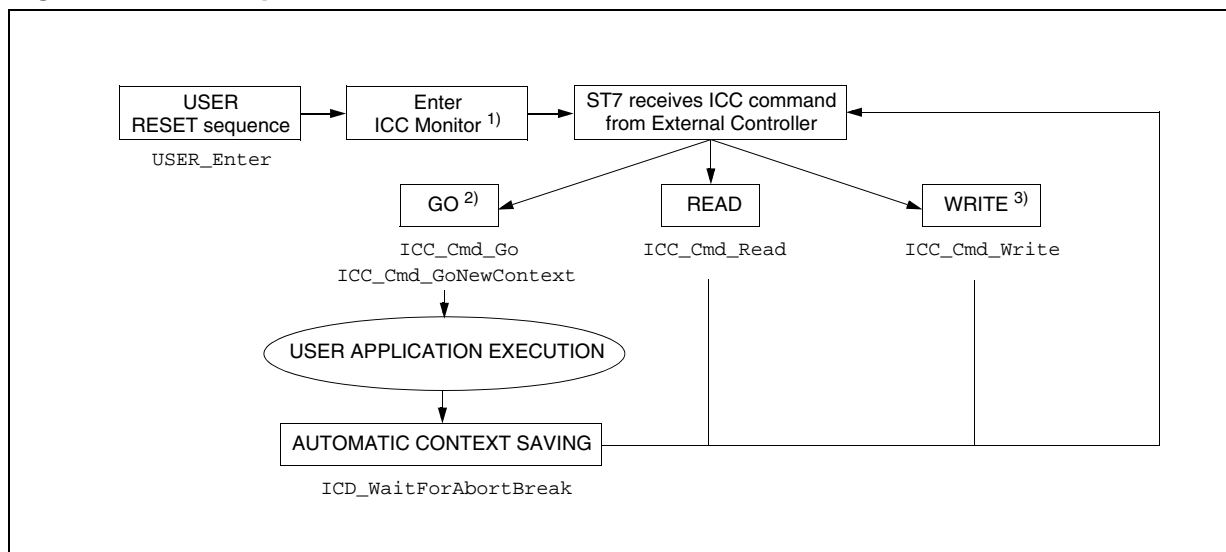 USER
RESET sequence
USER_Enter
Enter
ICC Monitor 1)
ST7 receives ICC command
from External Controller
GO 2)
READ
WRITE 3)
ICC_Cmd_Go
ICC_Cmd_GoNewContext
ICC_Cmd_Read
ICC_Cmd_Write
USER APPLICATION EXECUTION
AUTOMATIC CONTEXT SAVING
ICD_WaitForAbortBreak